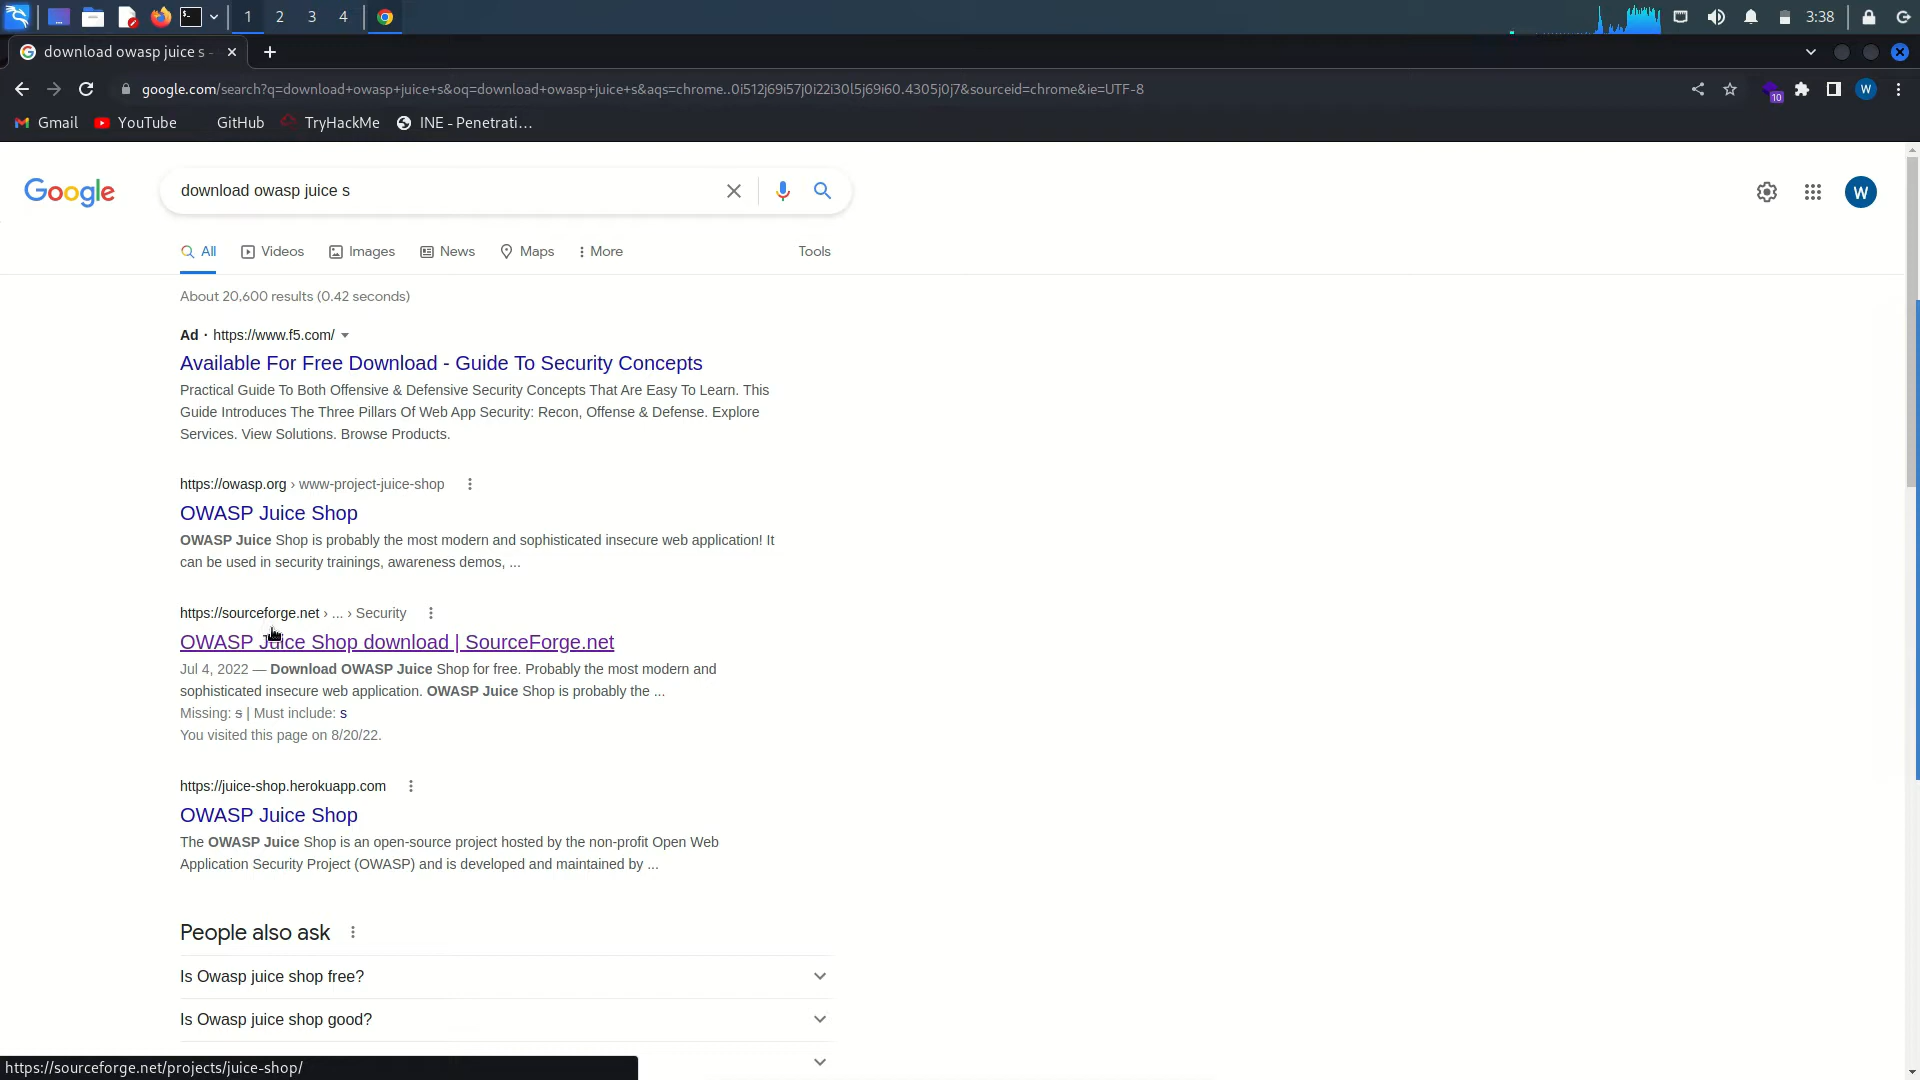 1 2 3 4 3:38
download owasp juice s -
google.com/search?q=download+owasp+juice+s&oq=download+owasp+juice+s&aqs=chrome..0i512j69i57j0i22i30l5j69i60.4305j0j7&sourceid=chrome&ie=UTF-8
10 W
Gmail YouTube GitHub TryHackMe INE - Penetrati...
Google download owasp juice s W
All Videos Images News Maps More Tools
About 20,600 results (0.42 seconds)
Ad · https://www.f5.com/
Available For Free Download - Guide To Security Concepts
Practical Guide To Both Offensive & Defensive Security Concepts That Are Easy To Learn. This
Guide Introduces The Three Pillars Of Web App Security: Recon, Offense & Defense. Explore
Services. View Solutions. Browse Products.
https://owasp.org › www-project-juice-shop
OWASP Juice Shop
OWASP Juice Shop is probably the most modern and sophisticated insecure web application! It
can be used in security trainings, awareness demos, ...
https://sourceforge.net › ... › Security
OWASP Juice Shop download | SourceForge.net
Jul 4, 2022 — Download OWASP Juice Shop for free. Probably the most modern and
sophisticated insecure web application. OWASP Juice Shop is probably the ...
Missing: s | Must include: s
You visited this page on 8/20/22.
https://juice-shop.herokuapp.com
OWASP Juice Shop
The OWASP Juice Shop is an open-source project hosted by the non-profit Open Web
Application Security Project (OWASP) and is developed and maintained by ...
People also ask
Is Owasp juice shop free?
Is Owasp juice shop good?
https://sourceforge.net/projects/juice-shop/